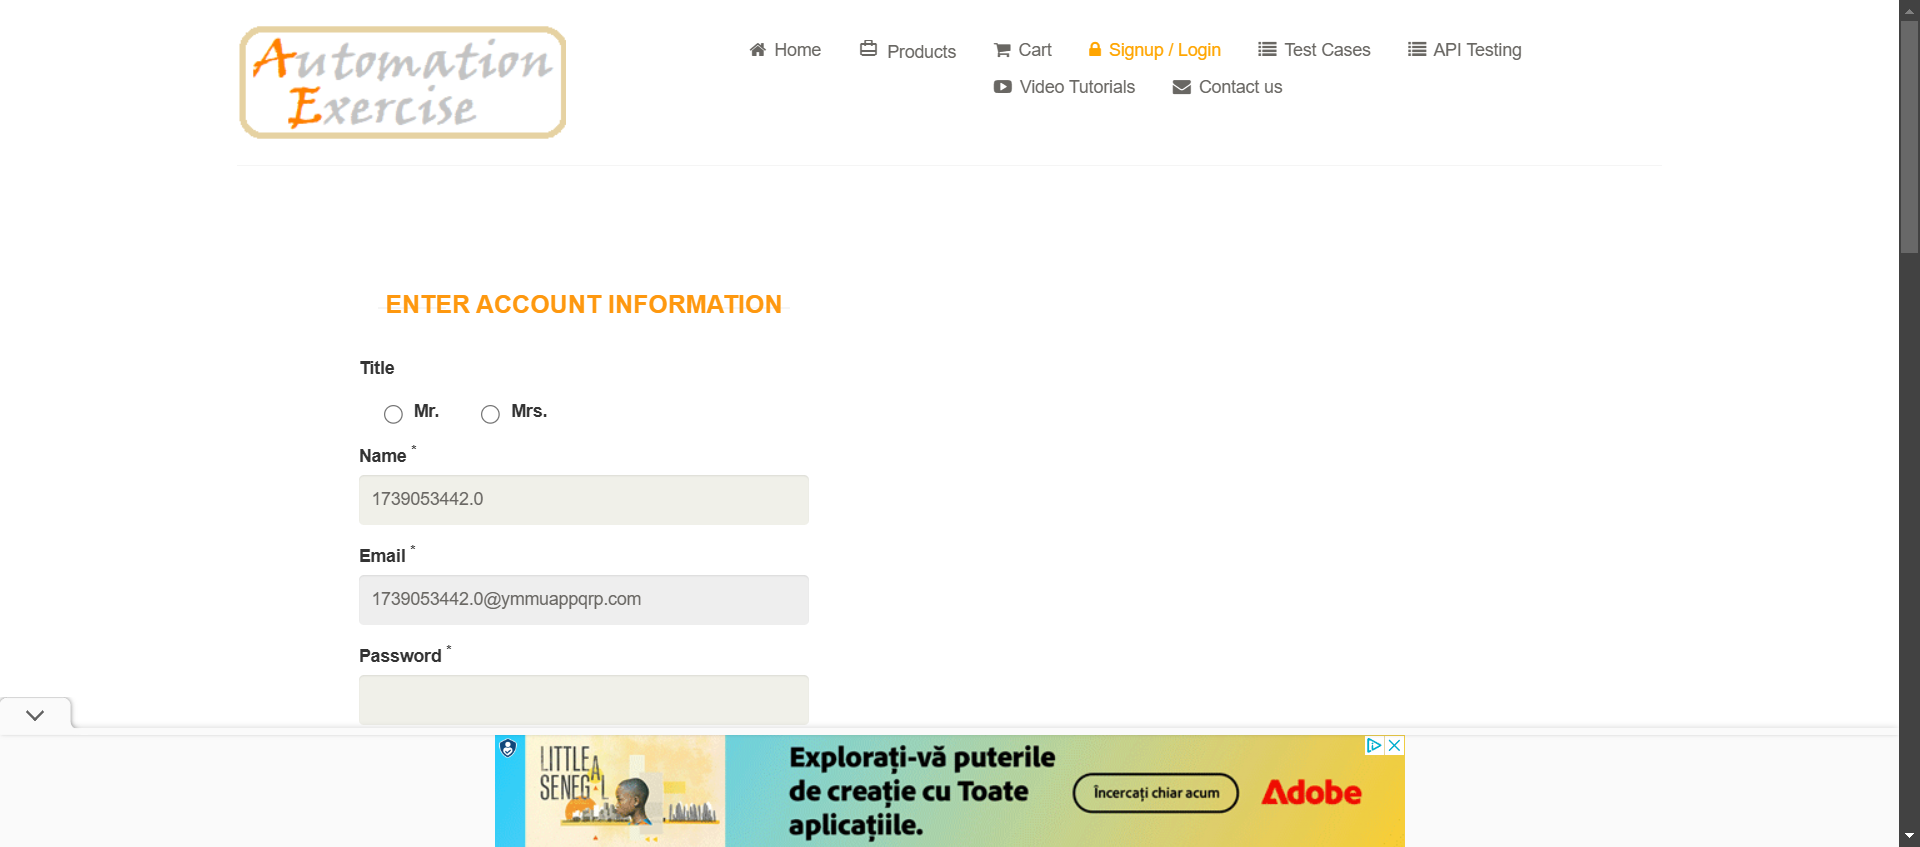 Automation
Exercise
Home
Products
Cart
Signup / Login
Test Cases
API Testing
Video Tutorials
Contact us
ENTER ACCOUNT INFORMATION
Title
Mr.
Mrs.
Name *
1739053442.0
Email *
1739053442.0@ymmuappqrp.com
Password *
LITTLE A
SENEGAL
Explorați-vă puterile
de creație cu Toate
aplicațiile.
Încercați chiar acum
Adobe